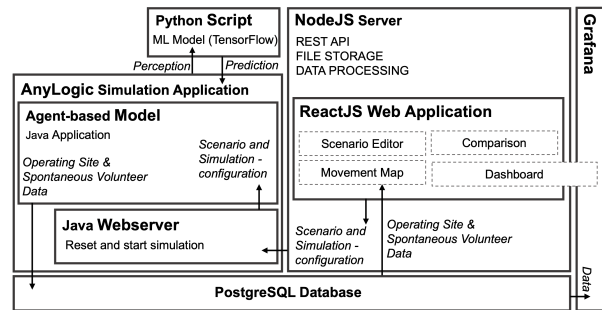 Python Script
ML Model (TensorFlow)
Perception
Prediction
AnyLogic Simulation Application
Agent-based Model
Java Application
Operating Site &
Spontaneous Volunteer
Data
Scenario and
Simulation -
configuration
Java Webserver
Reset and start simulation
NodeJS Server
REST API
FILE STORAGE
DATA PROCESSING
ReactJS Web Application
Scenario Editor
Comparison
Movement Map
Dashboard
Scenario and
Simulation -
configuration
Operating Site &
Spontaneous Volunteer
Data
Grafana
Data
PostgreSQL Database